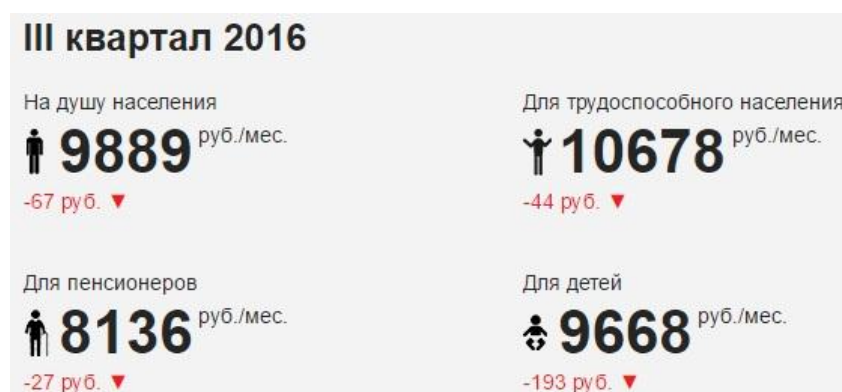 III квартал 2016
На душу населения
9889 руб./мес.
-67 руб. ▼
Для трудоспособного населения
10678 руб./мес.
-44 руб. ▼
Для пенсионеров
8136 руб./мес.
-27 руб. ▼
Для детей
9668 руб./мес.
-193 руб. ▼